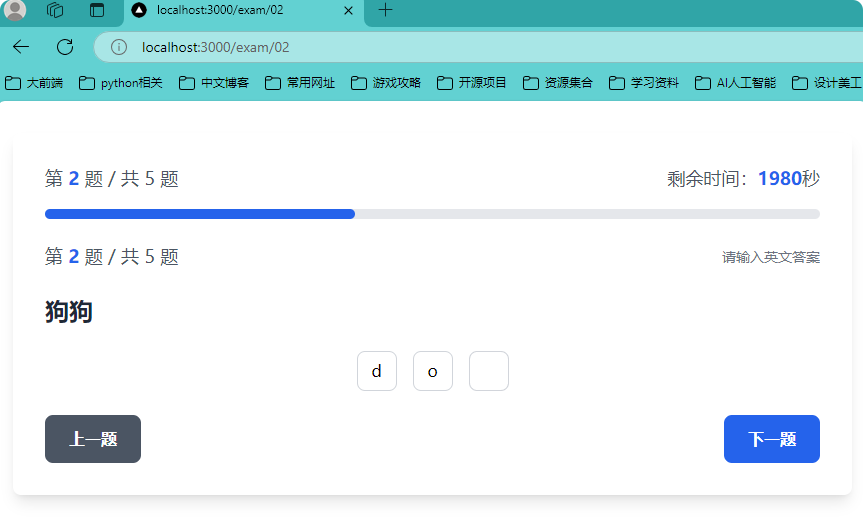 localhost:3000/exam/02
localhost:3000/exam/02
大前端 python相关 中文博客 常用网址 游戏攻略 开源项目 资源集合 学习资料 AI人工智能 设计美工
第 2 题 / 共 5 题 剩余时间：1980秒
第 2 题 / 共 5 题 请输入英文答案
狗狗
d o
上一题 下一题